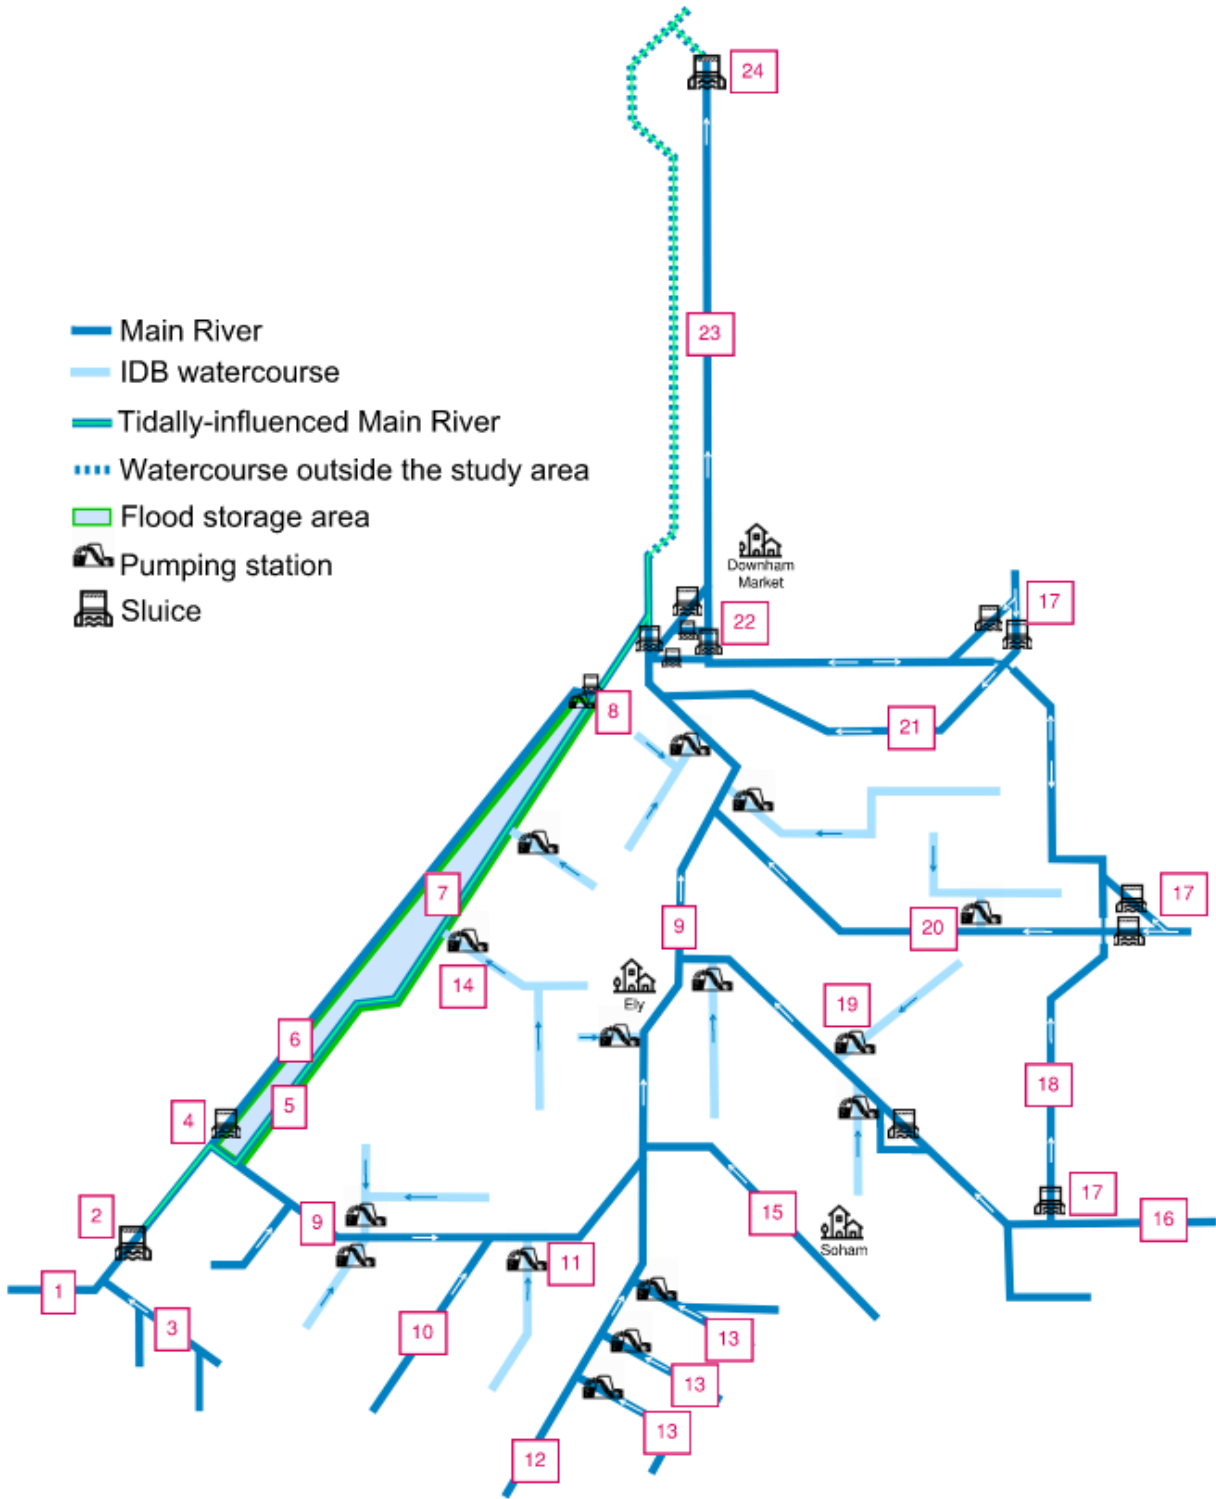 24
23
Main River
IDB watercourse
Tidally-influenced Main River
Watercourse outside the study area
Flood storage area
Pumping station
Sluice
Downham
Market
22
17
8
21
7
17
9
20
14
Ely
19
6
5
4
18
2
9
15
17
16
Soham
11
1
3
10
13
13
13
12